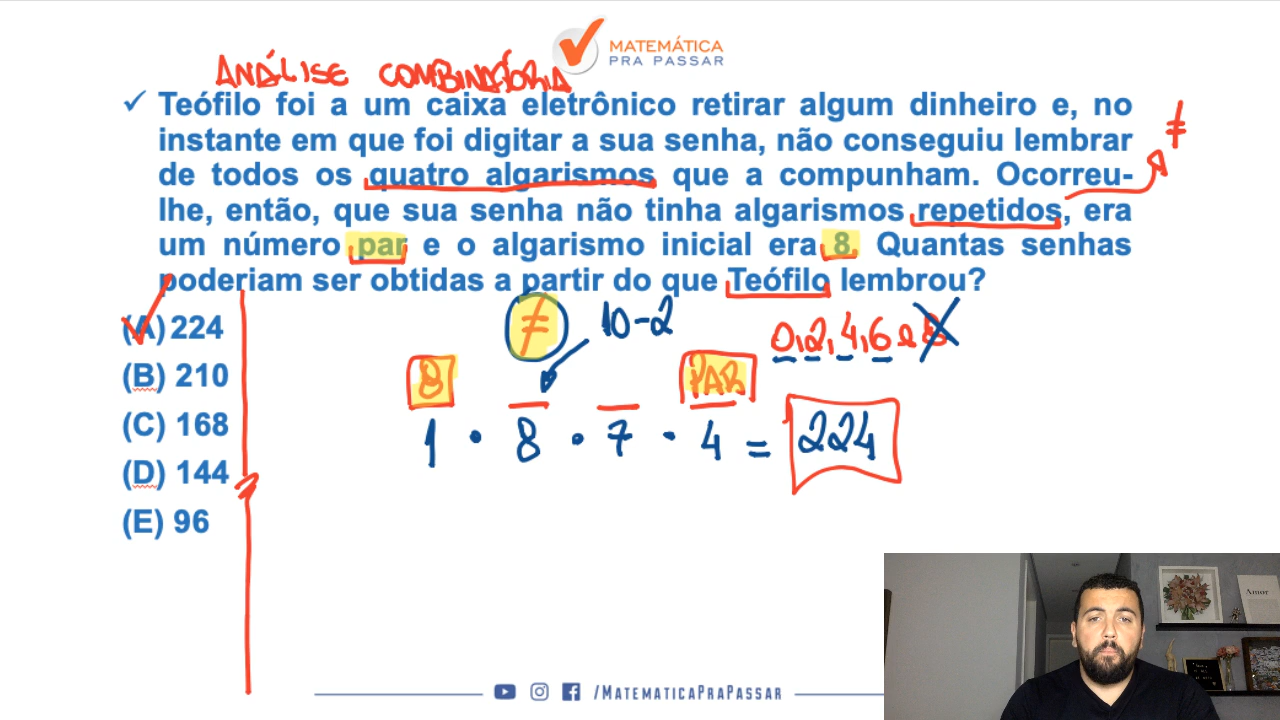 MATEMÁTICA
PRA PASSAR
ANÁLISE COMBINATÓRIA
✓ Teófilo foi a um caixa eletrônico retirar algum dinheiro e, no
instante em que foi digitar a sua senha, não conseguiu lembrar
de todos os quatro algarismos que a compunham. Ocorreu-
lhe, então, que sua senha não tinha algarismos repetidos, era
um número par e o algarismo inicial era 8. Quantas senhas
poderiam ser obtidas a partir do que Teófilo lembrou?
≠
(A) 224
(B) 210
(C) 168
(D) 144
(E) 96
≠ 10-2 0, 2, 4, 6 e 8
8 PAR
1 · 8 · 7 · 4 = 224
Amor
/MatematicaPraPassar